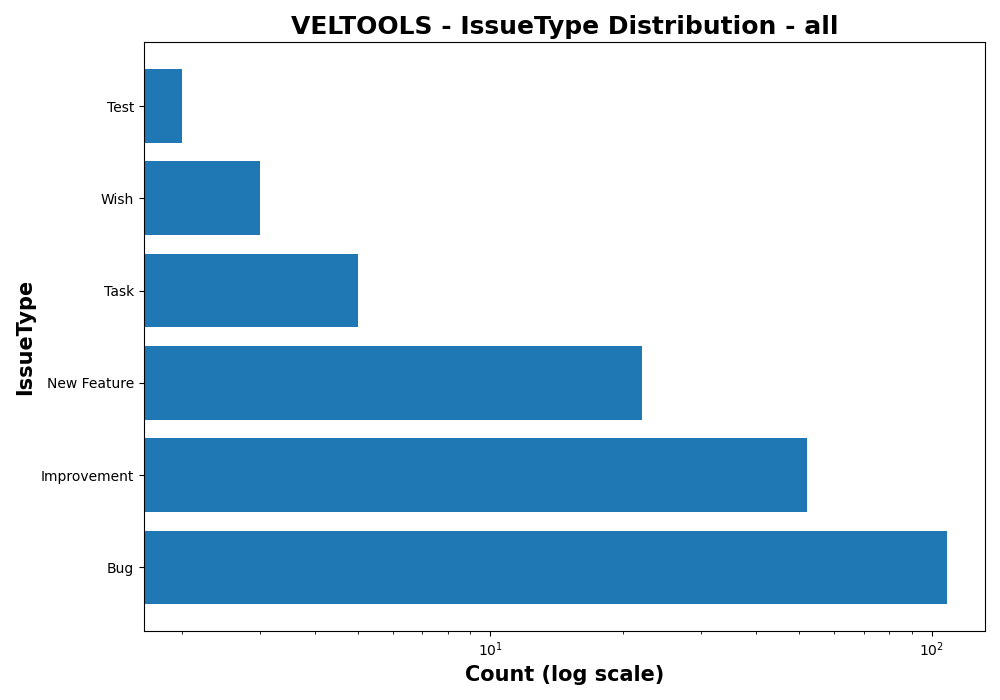 VELTOOLS - IssueType Distribution - all
IssueType
Test
Wish
Task
New Feature
Improvement
Bug
10¹
10²
Count (log scale)